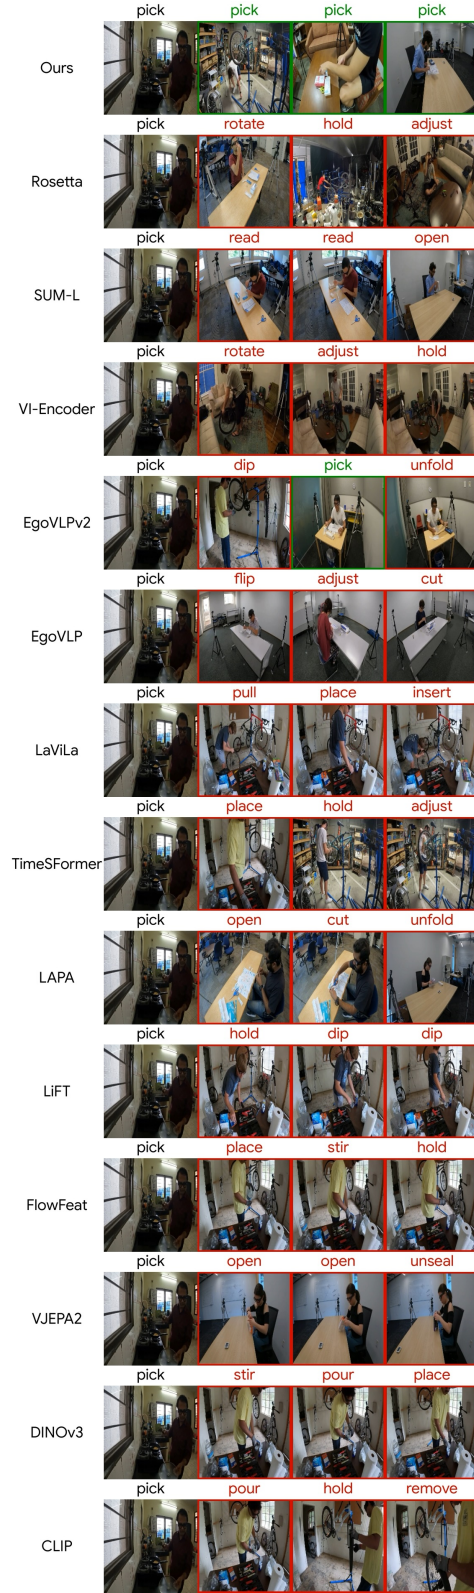 pick pick pick pick
Ours
pick rotate hold adjust
Rosetta
pick read read open
SUM-L
pick rotate adjust hold
VI-Encoder
pick dip pick unfold
EgoVLPv2
pick flip adjust cut
EgoVLP
pick pull place insert
LaViLa
pick place hold adjust
TimeSFormer
pick open cut unfold
LAPA
pick hold dip dip
LiFT
pick place stir hold
FlowFeat
pick open open unseal
VJEPA2
pick stir pour place
DINOv3
pick pour hold remove
CLIP